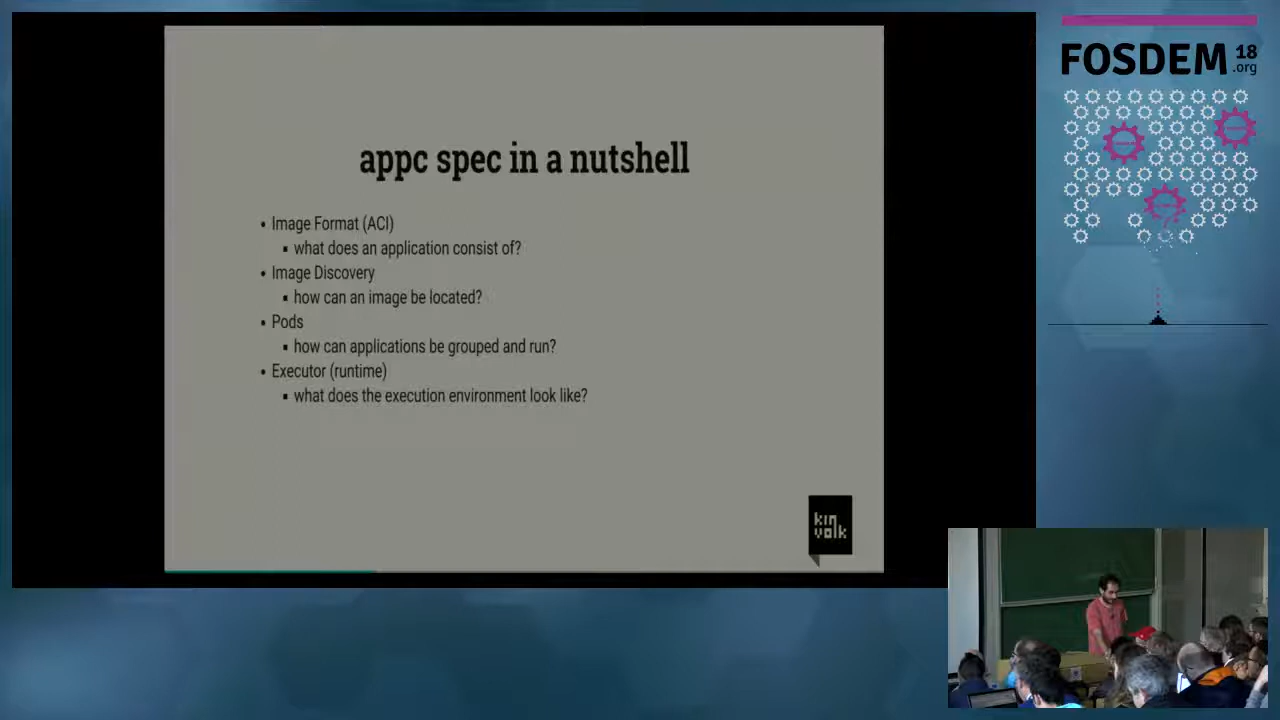 appc spec in a nutshell
Image Format (ACI)
what does an application consist of?
Image Discovery
how can an image be located?
Pods
how can applications be grouped and run?
Executor (runtime)
what does the execution environment look like?
kin
volk
FOSDEM 18
.org